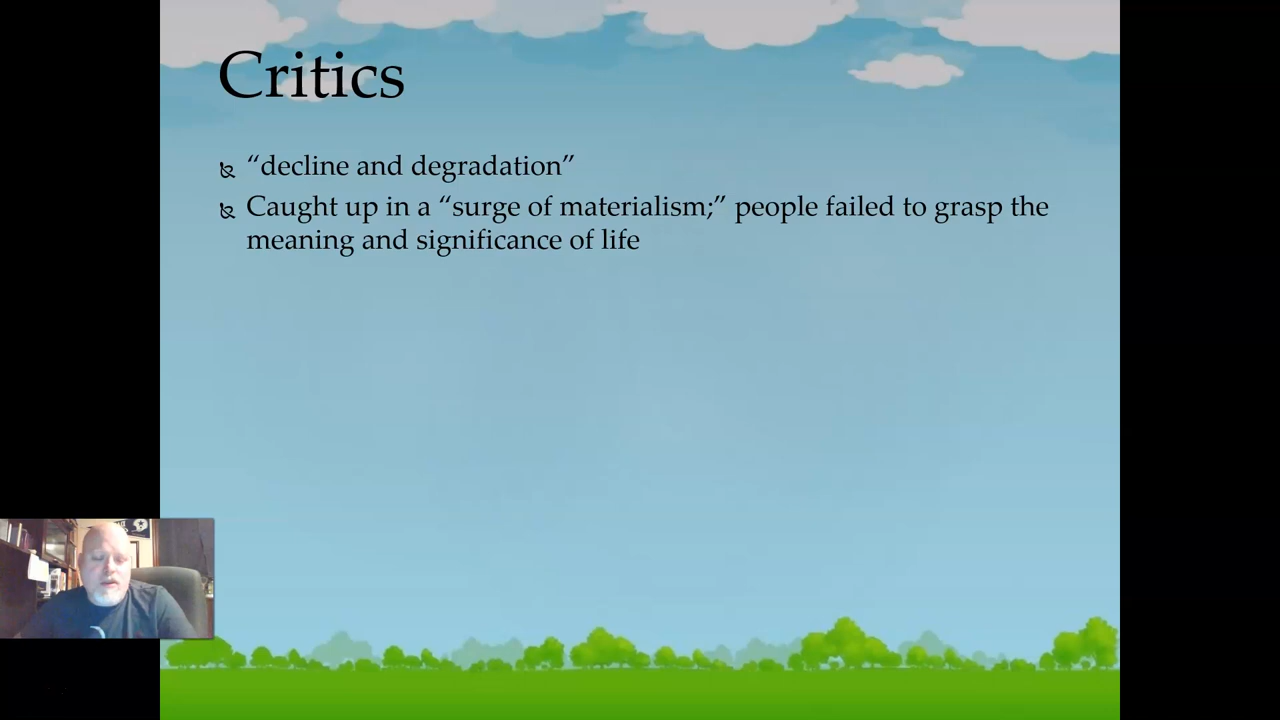 Critics
“decline and degradation”
Caught up in a “surge of materialism;” people failed to grasp the
meaning and significance of life